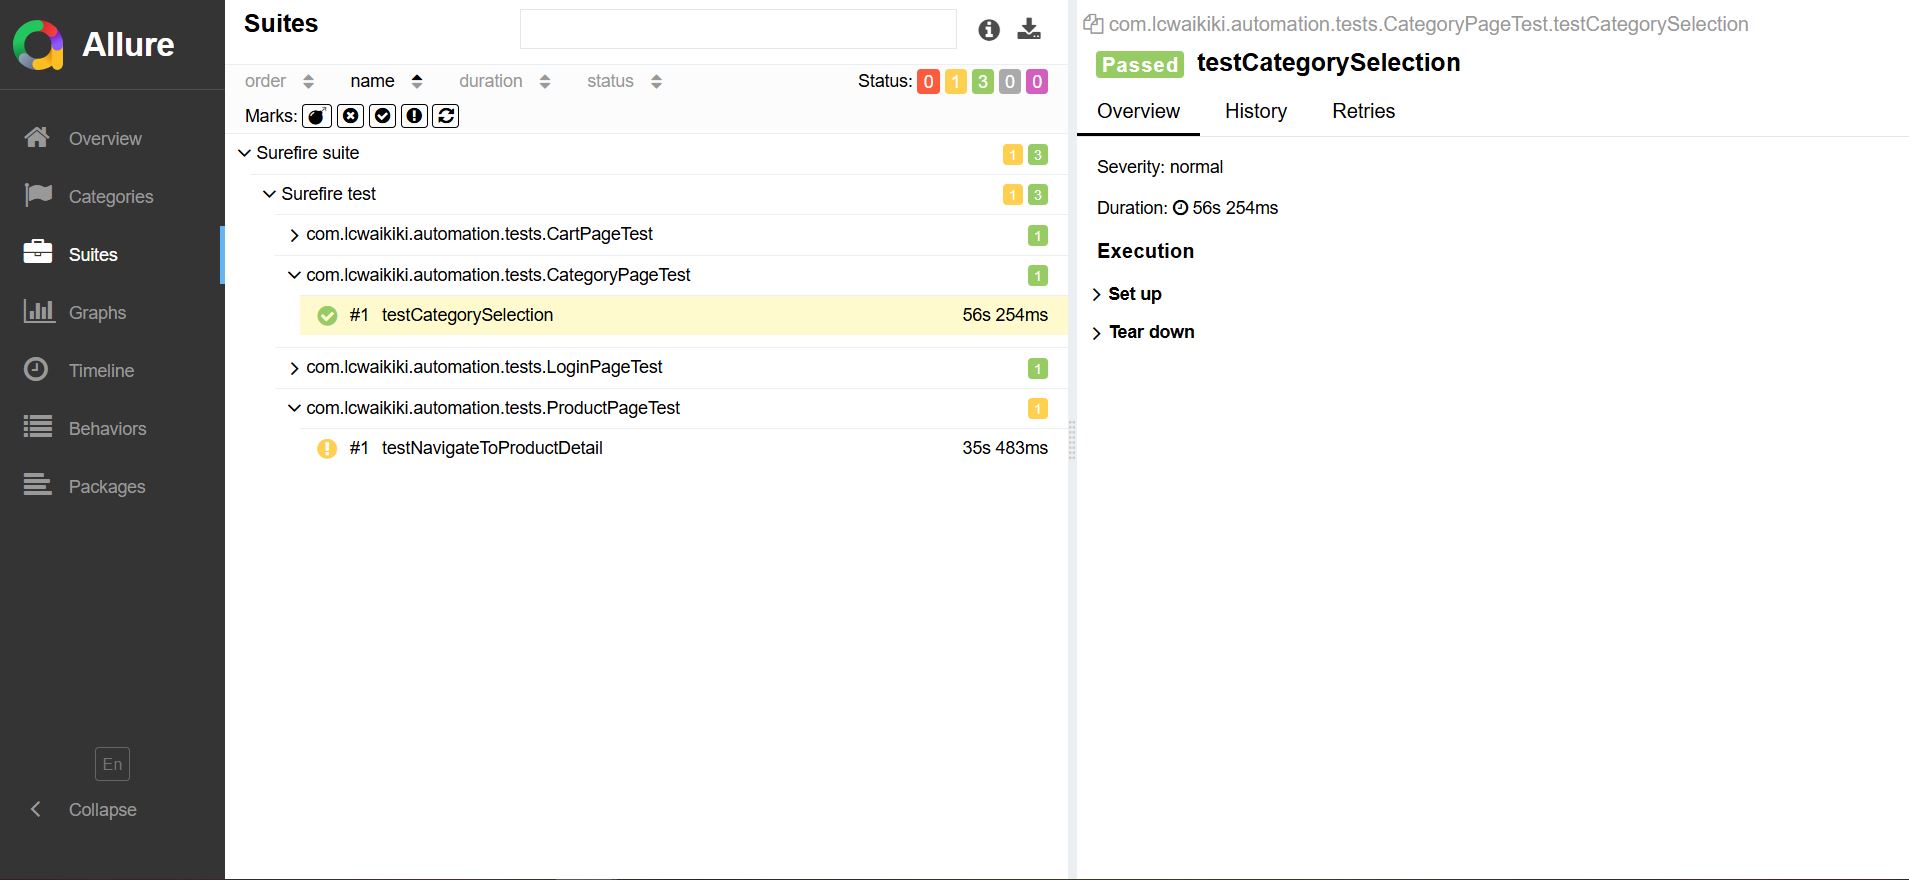 Allure
Overview
Categories
Suites
Graphs
Timeline
Behaviors
Packages
En
Collapse
Suites
order name duration status Status: 0 1 3 0 0
Marks:
Surefire suite 1 3
Surefire test 1 3
com.lcwaikiki.automation.tests.CartPageTest 1
com.lcwaikiki.automation.tests.CategoryPageTest 1
#1 testCategorySelection 56s 254ms
com.lcwaikiki.automation.tests.LoginPageTest 1
com.lcwaikiki.automation.tests.ProductPageTest 1
#1 testNavigateToProductDetail 35s 483ms
com.lcwaikiki.automation.tests.CategoryPageTest.testCategorySelection
Passed testCategorySelection
Overview History Retries
Severity: normal
Duration: 56s 254ms
Execution
Set up
Tear down